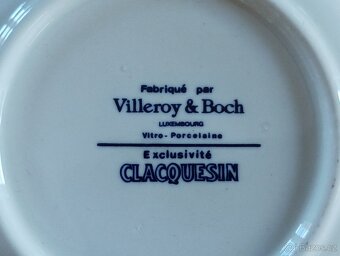 Fabriqué par
Villeroy & Boch
LUXEMBOURG
Vitro-Porcelaine
Exclusivité
CLACQUESIN